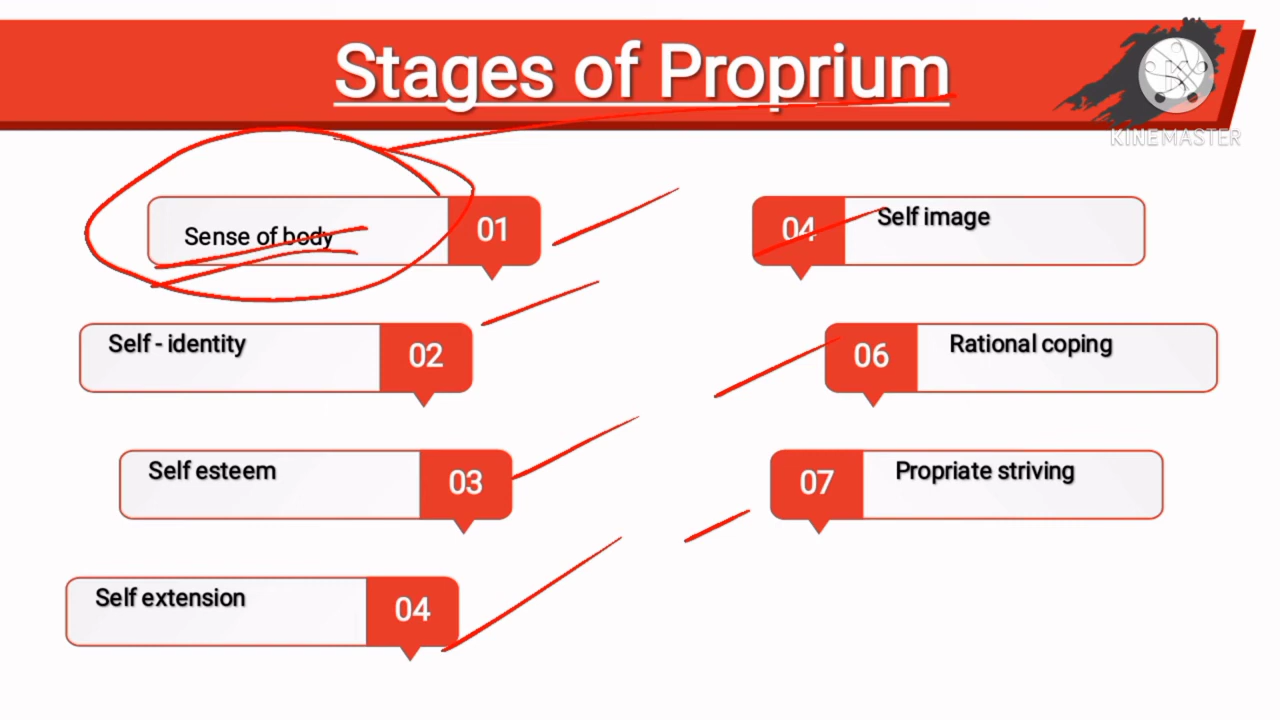 Stages of Proprium
KINEMASTER
Sense of body
01
04
Self image
Self - identity
02
06
Rational coping
Self esteem
03
07
Propriate striving
Self extension
04